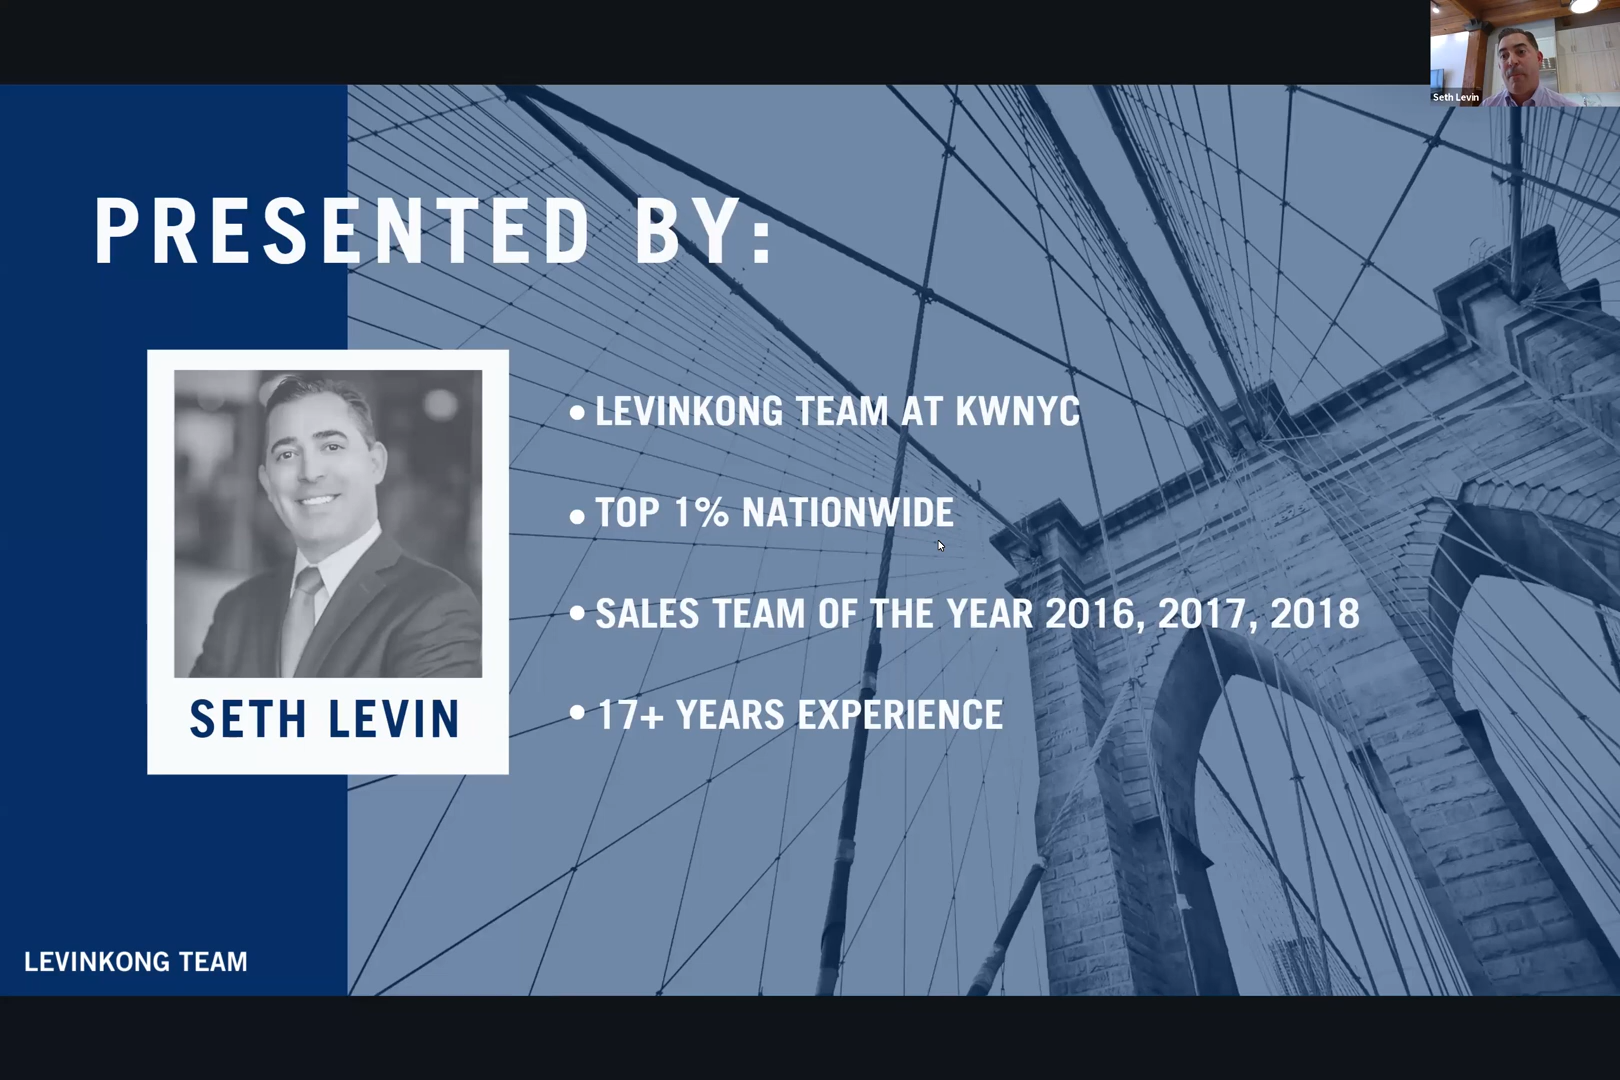 Seth Levin
PRESENTED BY:
• LEVINKONG TEAM AT KWNYC
• TOP 1% NATIONWIDE
• SALES TEAM OF THE YEAR 2016, 2017, 2018
• 17+ YEARS EXPERIENCE
SETH LEVIN
LEVINKONG TEAM